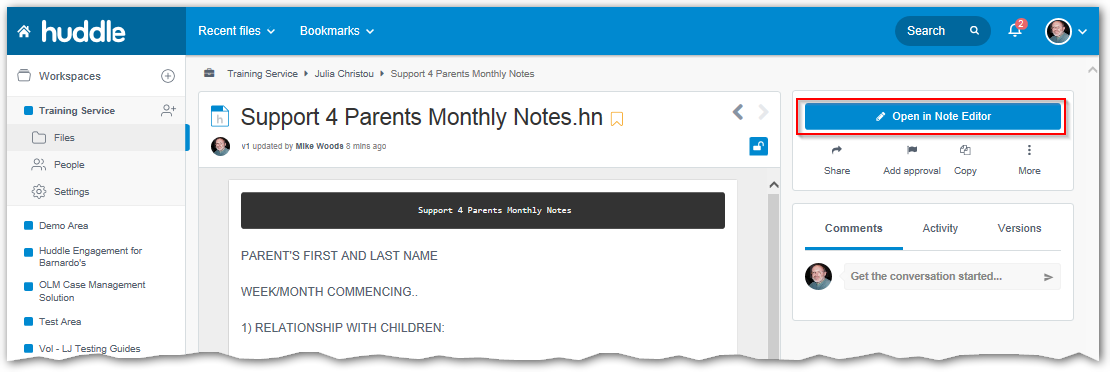 huddle
Recent files
Bookmarks
Search
2
Workspaces
Training Service
Files
People
Settings
Demo Area
Huddle Engagement for
Barnardo's
OLM Case Management
Solution
Test Area
Vol - LJ Testing Guides
Training Service Julia Christou Support 4 Parents Monthly Notes
h
Support 4 Parents Monthly Notes.hn
v1 updated by Mike Woods 8 mins ago
Support 4 Parents Monthly Notes
PARENT'S FIRST AND LAST NAME
WEEK/MONTH COMMENCING..
1) RELATIONSHIP WITH CHILDREN:
Open in Note Editor
Share
Add approval
Copy
More
Comments
Activity
Versions
Get the conversation started...